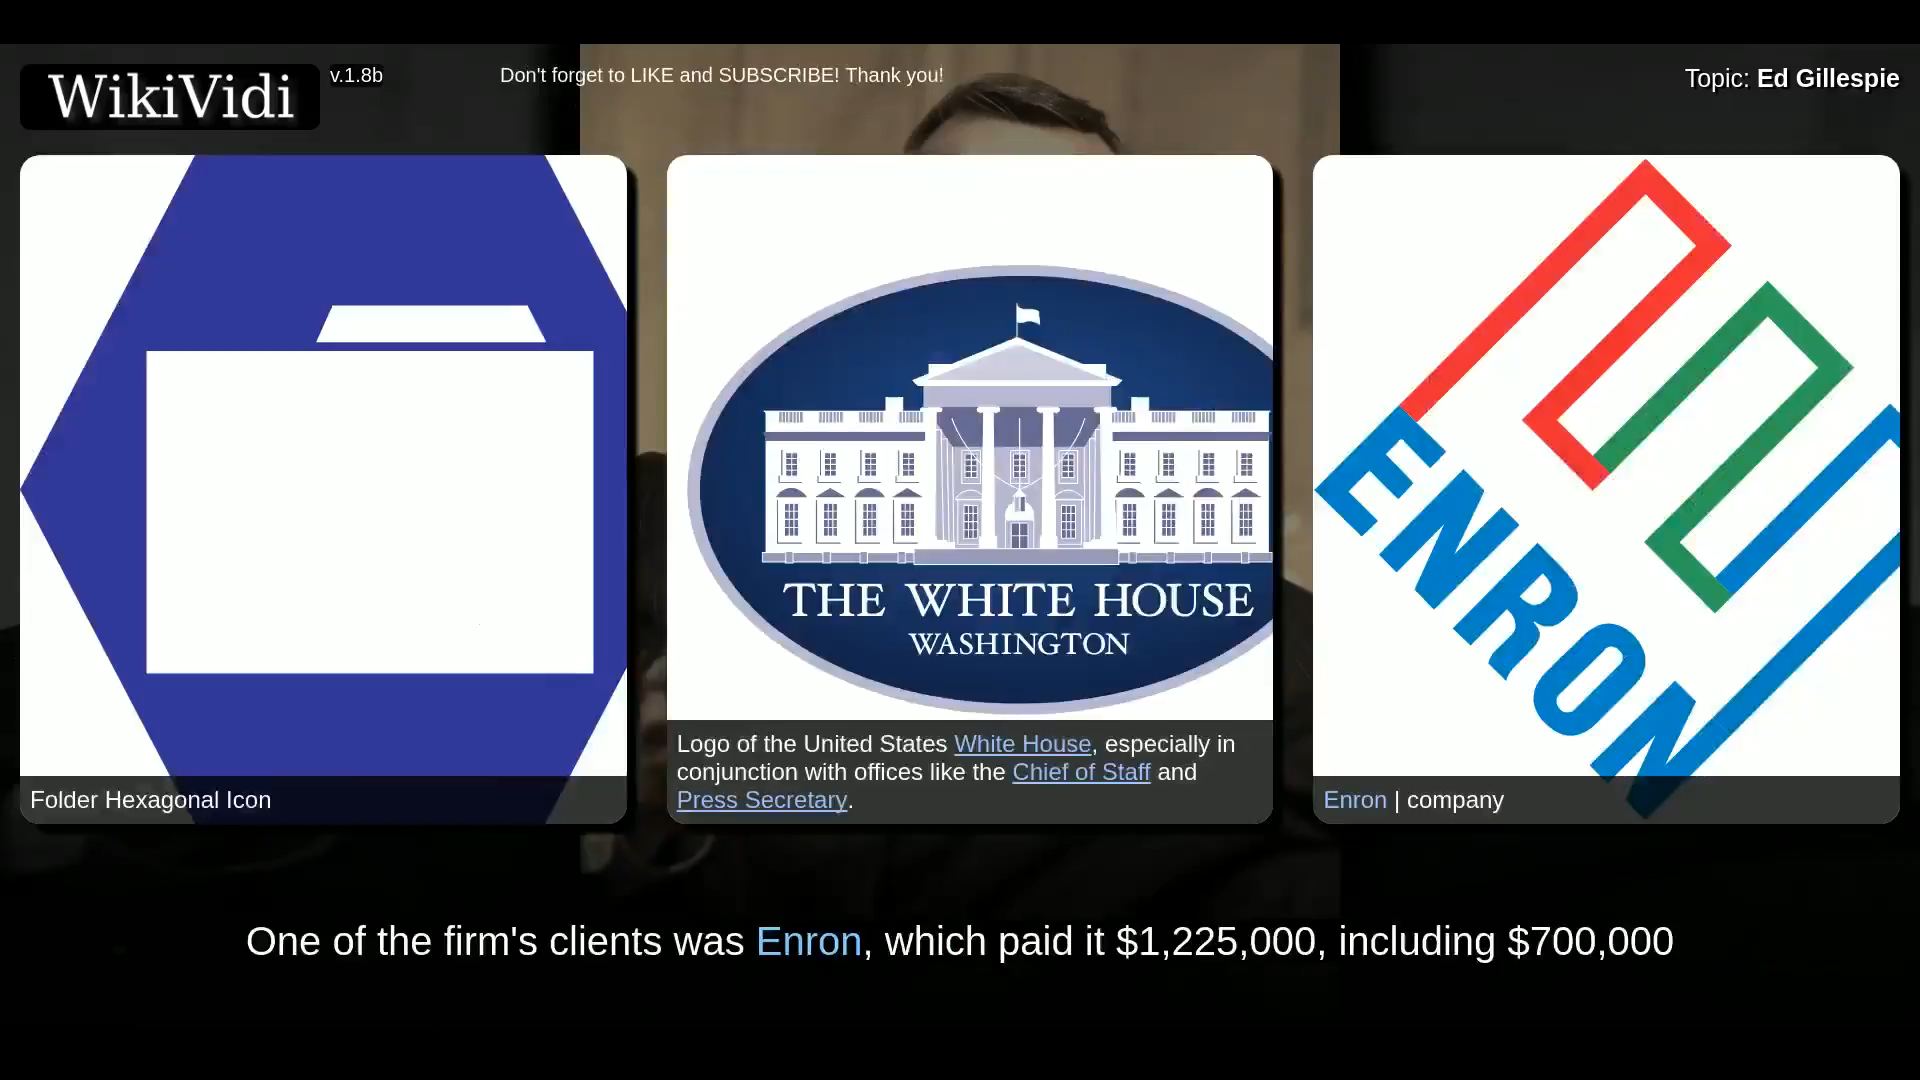 WikiVidi
v.1.8b
Don't forget to LIKE and SUBSCRIBE! Thank you!
Topic: Ed Gillespie
THE WHITE HOUSE
WASHINGTON
ENRON
Folder Hexagonal Icon
Logo of the United States White House, especially in
conjunction with offices like the Chief of Staff and
Press Secretary.
Enron | company
One of the firm's clients was Enron, which paid it $1,225,000, including $700,000